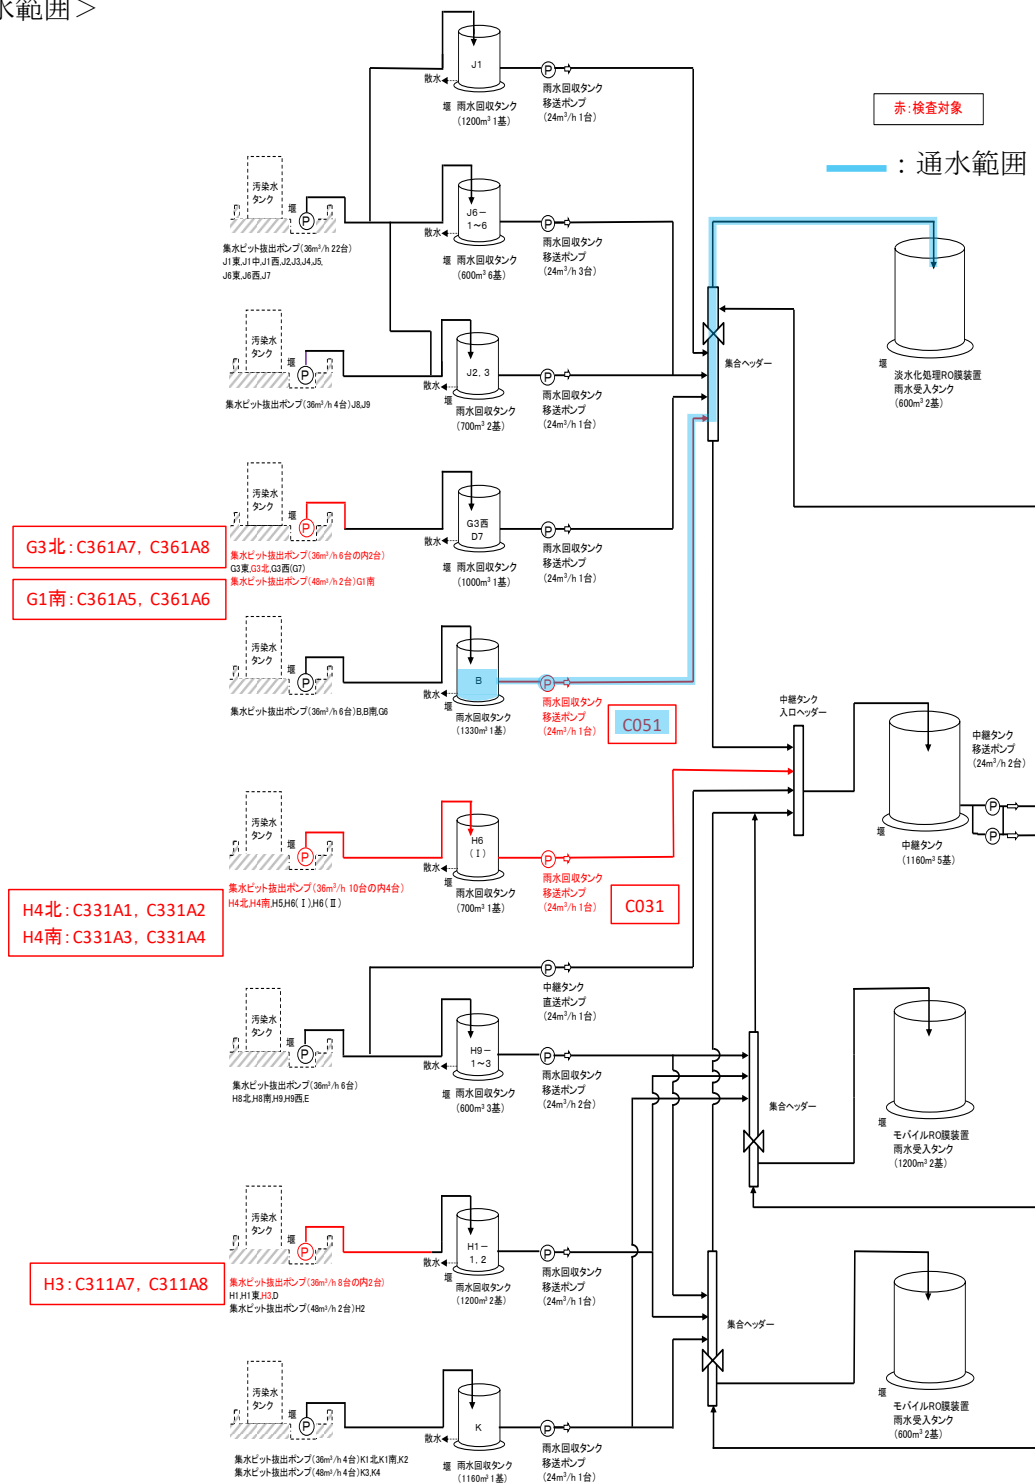 水範囲＞
J1
散水
堰 雨水回収タンク
(1200m³ 1基)
P
雨水回収タンク
移送ポンプ
(24m³/h 1台)
赤:検査対象
：通水範囲
汚染水
タンク
堰
P
集水ピット抜出ポンプ(36m³/h 22台)
J1東,J1中,J1西,J2,J3,J4,J5,
J6東,J6西,J7
J6－
1～6
散水
堰 雨水回収タンク
(600m³ 6基)
P
雨水回収タンク
移送ポンプ
(24m³/h 3台)
集合ヘッダー
堰
淡水化処理RO膜装置
雨水受入タンク
(600m³ 2基)
汚染水
タンク
堰
P
集水ピット抜出ポンプ(36m³/h 4台)J8,J9
J2, 3
散水
堰
雨水回収タンク
(700m³ 2基)
P
雨水回収タンク
移送ポンプ
(24m³/h 1台)
G3北：C361A7, C361A8
G1南：C361A5, C361A6
汚染水
タンク
堰
P
集水ピット抜出ポンプ(36m³/h 6台の内2台)
G3東,G3北,G3西(G7)
集水ピット抜出ポンプ(48m³/h 2台)G1南
G3西
D7
散水
堰 雨水回収タンク
(1000m³ 1基)
P
雨水回収タンク
移送ポンプ
(24m³/h 1台)
汚染水
タンク
堰
P
集水ピット抜出ポンプ(36m³/h 6台)B,B南,G6
B
散水
堰
雨水回収タンク
(1330m³ 1基)
P
雨水回収タンク
移送ポンプ
(24m³/h 1台)
C051
中継タンク
入口ヘッダー
中継タンク
移送ポンプ
(24m³/h 2台)
P
P
堰
中継タンク
(1160m³ 5基)
H4北：C331A1, C331A2
H4南：C331A3, C331A4
汚染水
タンク
堰
P
集水ピット抜出ポンプ(36m³/h 10台の内4台)
H4北,H4南,H5,H6(Ⅰ),H6(Ⅱ)
H6
(Ⅰ)
散水
堰
雨水回収タンク
(700m³ 1基)
P
雨水回収タンク
移送ポンプ
(24m³/h 1台)
C031
P
中継タンク
直送ポンプ
(24m³/h 1台)
汚染水
タンク
堰
P
集水ピット抜出ポンプ(36m³/h 6台)
H8北,H8南,H9,H9西,E
H9－
1～3
散水
堰 雨水回収タンク
(600m³ 3基)
P
雨水回収タンク
移送ポンプ
(24m³/h 2台)
集合ヘッダー
堰
モバイルRO膜装置
雨水受入タンク
(1200m³ 2基)
H3：C311A7, C311A8
汚染水
タンク
堰
P
集水ピット抜出ポンプ(36m³/h 8台の内2台)
H1,H1東,H3,D
集水ピット抜出ポンプ(48m³/h 2台)H2
H1－
1, 2
散水
堰
雨水回収タンク
(1200m³ 2基)
P
雨水回収タンク
移送ポンプ
(24m³/h 1台)
集合ヘッダー
堰
モバイルRO膜装置
雨水受入タンク
(600m³ 2基)
汚染水
タンク
堰
P
集水ピット抜出ポンプ(36m³/h 4台)K1北,K1南,K2
集水ピット抜出ポンプ(48m³/h 4台)K3,K4
K
散水
堰 雨水回収タンク
(1160m³ 1基)
P
雨水回収タンク
移送ポンプ
(24m³/h 1台)